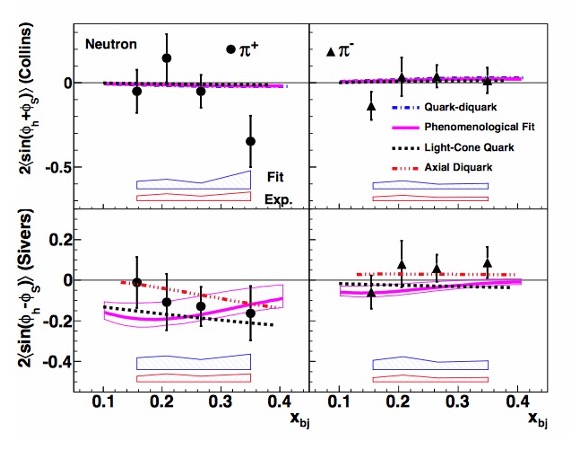 2⟨sin(ϕh+ϕS)⟩ (Collins)
Neutron
π+
π-
0
-0.5
Quark-diquark
Phenomenological Fit
Light-Cone Quark
Axial Diquark
Fit
Exp.
2⟨sin(ϕh-ϕS)⟩ (Sivers)
0.2
0
-0.2
-0.4
0.1 0.2 0.3 0.4 0.1 0.2 0.3 0.4
xbj